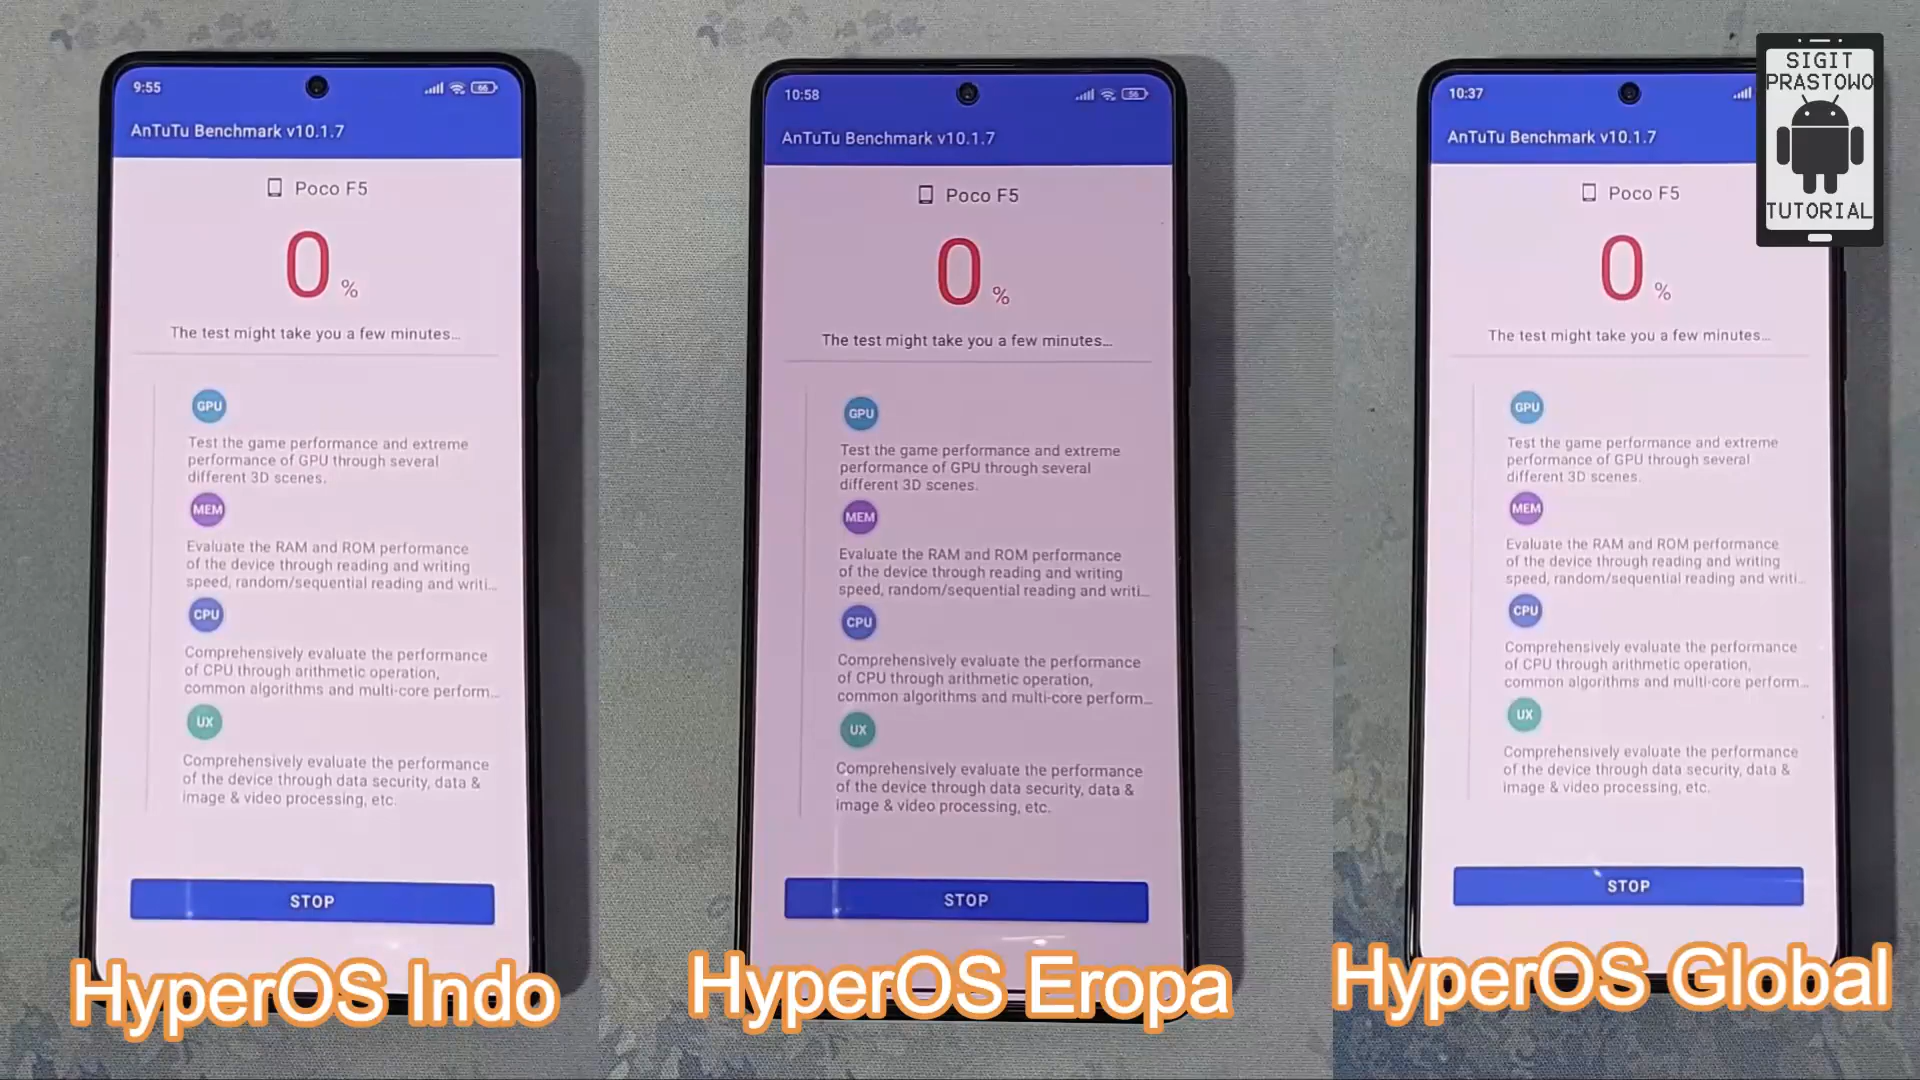 9:55
66
AnTuTu Benchmark v10.1.7
Poco F5
0 %
The test might take you a few minutes...
GPU
Test the game performance and extreme
performance of GPU through several
different 3D scenes.
MEM
Evaluate the RAM and ROM performance
of the device through reading and writing
speed, random/sequential reading and writi...
CPU
Comprehensively evaluate the performance
of CPU through arithmetic operation,
common algorithms and multi-core perform...
UX
Comprehensively evaluate the performance
of the device through data security, data &
image & video processing, etc.
STOP
HyperOS Indo
10:58
56
AnTuTu Benchmark v10.1.7
Poco F5
0 %
The test might take you a few minutes...
GPU
Test the game performance and extreme
performance of GPU through several
different 3D scenes.
MEM
Evaluate the RAM and ROM performance
of the device through reading and writing
speed, random/sequential reading and writi...
CPU
Comprehensively evaluate the performance
of CPU through arithmetic operation,
common algorithms and multi-core perform...
UX
Comprehensively evaluate the performance
of the device through data security, data &
image & video processing, etc.
STOP
HyperOS Eropa
10:37
AnTuTu Benchmark v10.1.7
Poco F5
0 %
The test might take you a few minutes...
GPU
Test the game performance and extreme
performance of GPU through several
different 3D scenes.
MEM
Evaluate the RAM and ROM performance
of the device through reading and writing
speed, random/sequential reading and writi...
CPU
Comprehensively evaluate the performance
of CPU through arithmetic operation,
common algorithms and multi-core perform...
UX
Comprehensively evaluate the performance
of the device through data security, data &
image & video processing, etc.
STOP
HyperOS Global
SIGIT
PRASTOWO
TUTORIAL